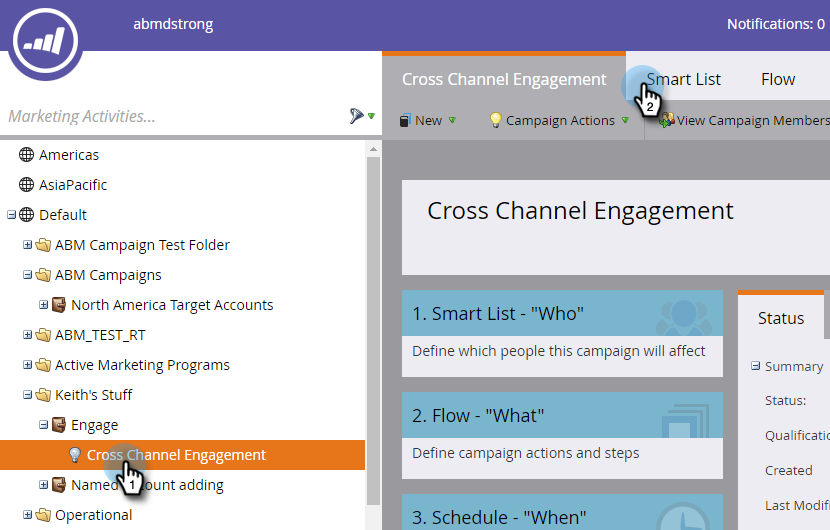 abmdstrong
Notifications: 0
Marketing Activities...
Americas
AsiaPacific
Default
ABM Campaign Test Folder
ABM Campaigns
North America Target Accounts
ABM_TEST_RT
Active Marketing Programs
Keith's Stuff
Engage
Cross Channel Engagement
1
Named Account adding
Operational
Cross Channel Engagement
Smart List
Flow
2
New
Campaign Actions
View Campaign Members
Cross Channel Engagement
1. Smart List - "Who"
Define which people this campaign will affect
2. Flow - "What"
Define campaign actions and steps
3. Schedule - "When"
Status
Summary
Status:
Qualificatio
Created
Last Modifi